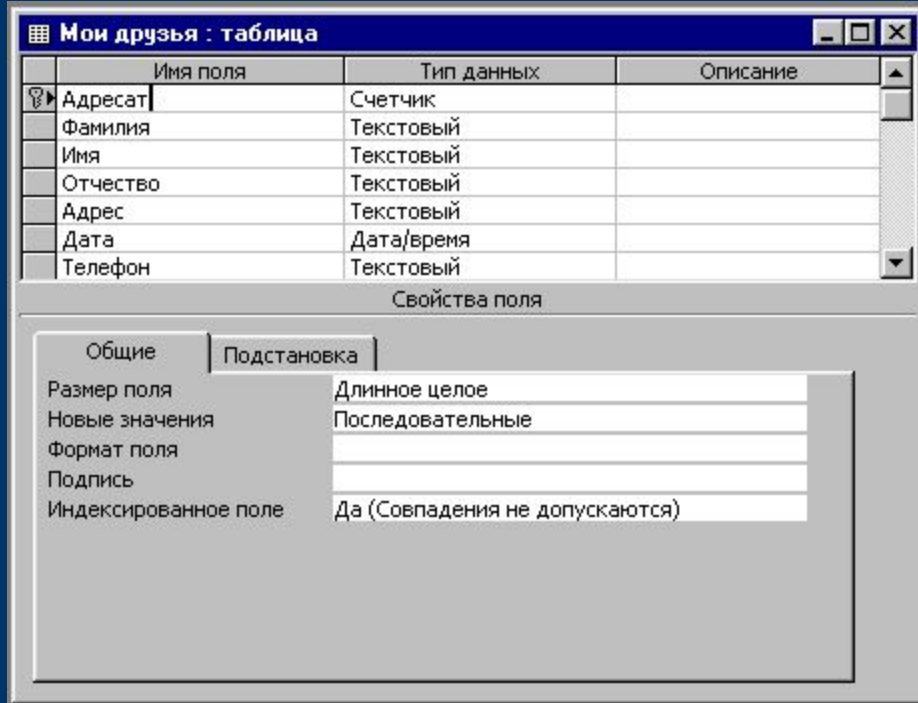 Мои друзья : таблица
Имя поля Тип данных Описание
Адресат Счетчик
Фамилия Текстовый
Имя Текстовый
Отчество Текстовый
Адрес Текстовый
Дата Дата/время
Телефон Текстовый
Свойства поля
Общие Подстановка
Размер поля Длинное целое
Новые значения Последовательные
Формат поля
Подпись
Индексированное поле Да (Совпадения не допускаются)